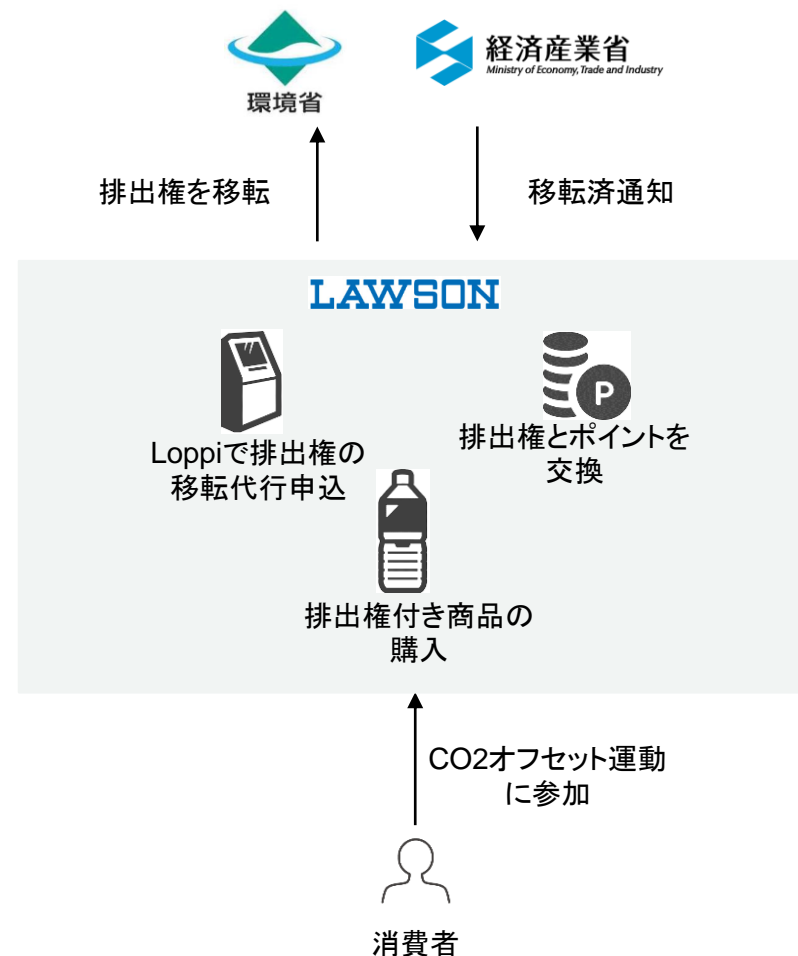 環境省
経済産業省
Ministry of Economy, Trade and Industry
排出権を移転
移転済通知
LAWSON
P
Loppiで排出権の
移転代行申込
排出権とポイントを
交換
排出権付き商品の
購入
CO2オフセット運動
に参加
消費者